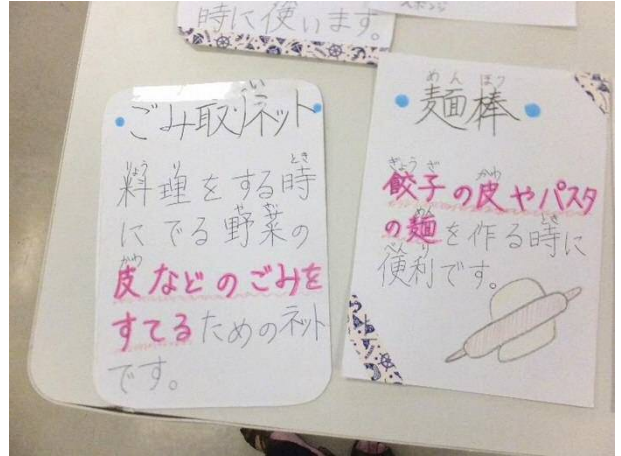 時に使います。
ごみ取りネット
料理をする時
にでる野菜の
皮などのごみを
すてるためのネット
です。
麺棒
餃子の皮やパスタ
の麺を作る時に
便利です。